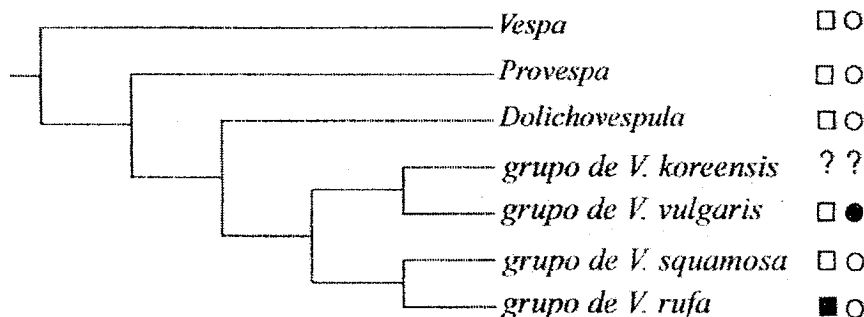 Vespa □ ○
Provespa □ ○
Dolichovespula □ ○
grupo de V. koreensis ? ?
grupo de V. vulgaris □ ●
grupo de V. squamosa □ ○
grupo de V. rufa ■ ○